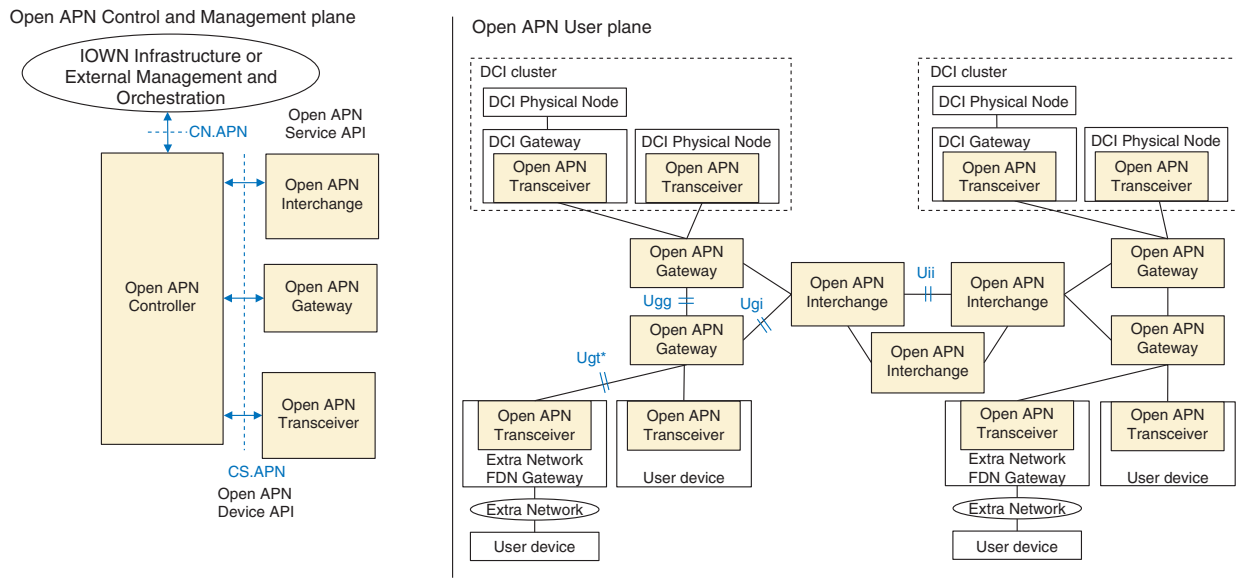 Open APN Control and Management plane
IOWN Infrastructure or
External Management and
Orchestration
CN.APN
Open APN
Service API
Open APN
Controller
Open APN
Interchange
Open APN
Gateway
Open APN
Transceiver
CS.APN
Open APN
Device API
Open APN User plane
DCI cluster
DCI Physical Node
DCI Gateway
Open APN
Transceiver
DCI Physical Node
Open APN
Transceiver
Open APN
Gateway
Ugg
Ugi
Open APN
Gateway
Ugt*
Open APN
Transceiver
Extra Network
FDN Gateway
Extra Network
User device
Open APN
Transceiver
User device
Open APN
Interchange
Uii
Open APN
Interchange
Open APN
Interchange
DCI cluster
DCI Physical Node
DCI Gateway
Open APN
Transceiver
DCI Physical Node
Open APN
Transceiver
Open APN
Gateway
Open APN
Gateway
Open APN
Transceiver
Extra Network
FDN Gateway
Extra Network
User device
Open APN
Transceiver
User device